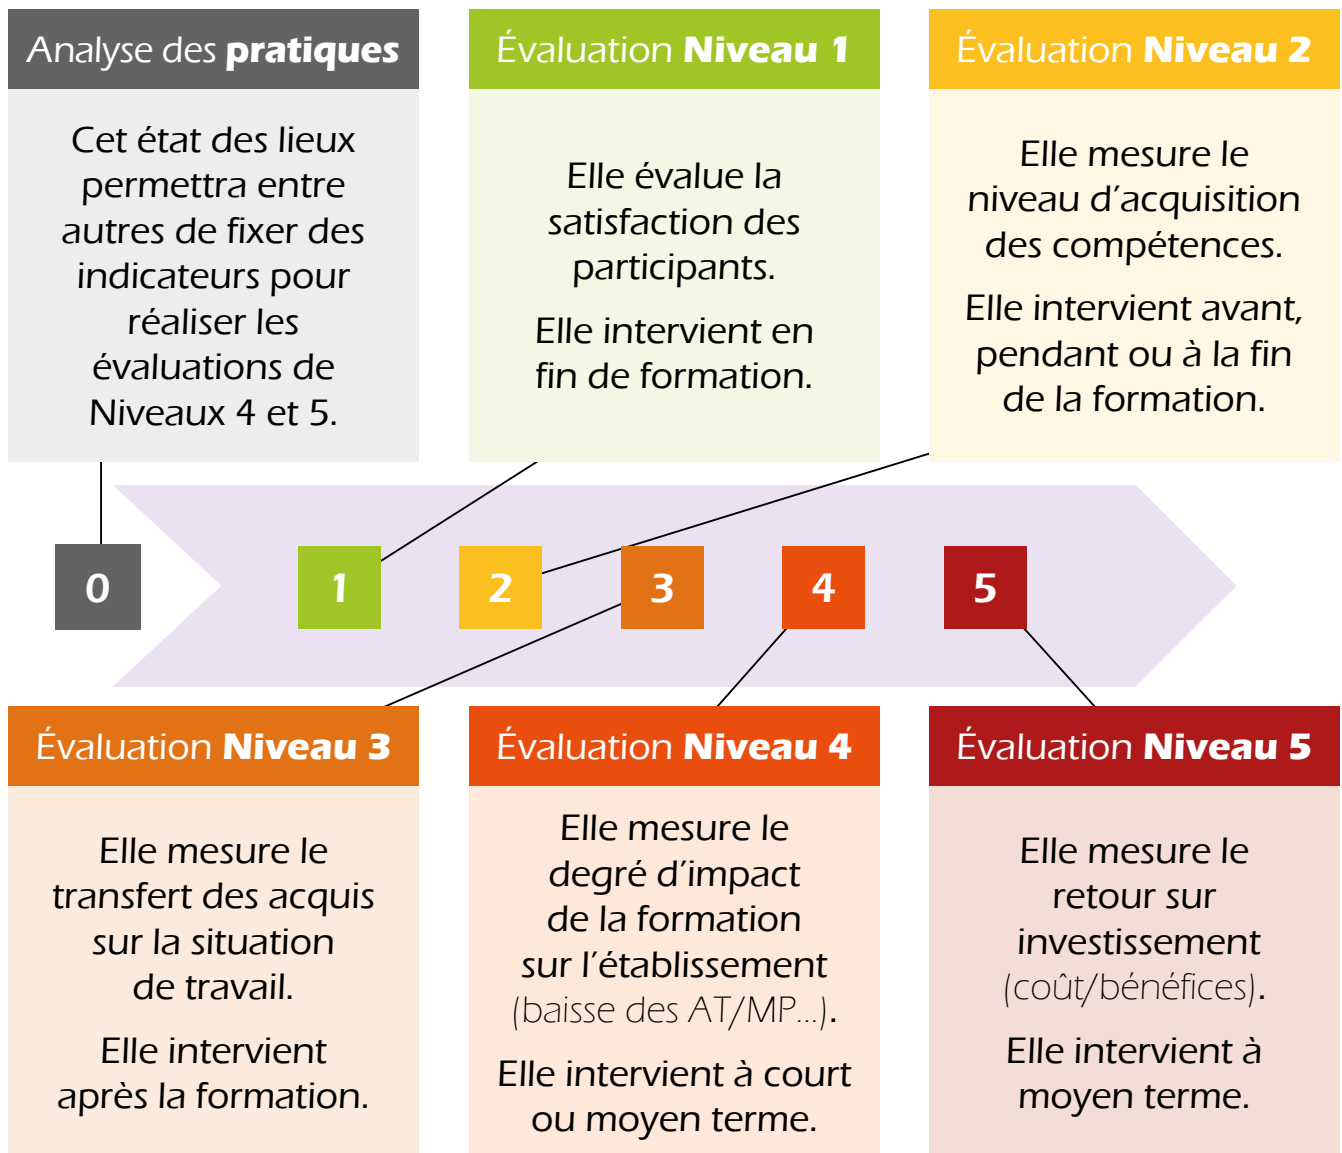 Analyse des pratiques
Cet état des lieux
permettra entre
autres de fixer des
indicateurs pour
réaliser les
évaluations de
Niveaux 4 et 5.
Évaluation Niveau 1
Elle évalue la
satisfaction des
participants.
Elle intervient en
fin de formation.
Évaluation Niveau 2
Elle mesure le
niveau d’acquisition
des compétences.
Elle intervient avant,
pendant ou à la fin
de la formation.
0
1
2
3
4
5
Évaluation Niveau 3
Elle mesure le
transfert des acquis
sur la situation
de travail.
Elle intervient
après la formation.
Évaluation Niveau 4
Elle mesure le
degré d’impact
de la formation
sur l’établissement
(baisse des AT/MP...).
Elle intervient à court
ou moyen terme.
Évaluation Niveau 5
Elle mesure le
retour sur
investissement
(coût/bénéfices).
Elle intervient à
moyen terme.